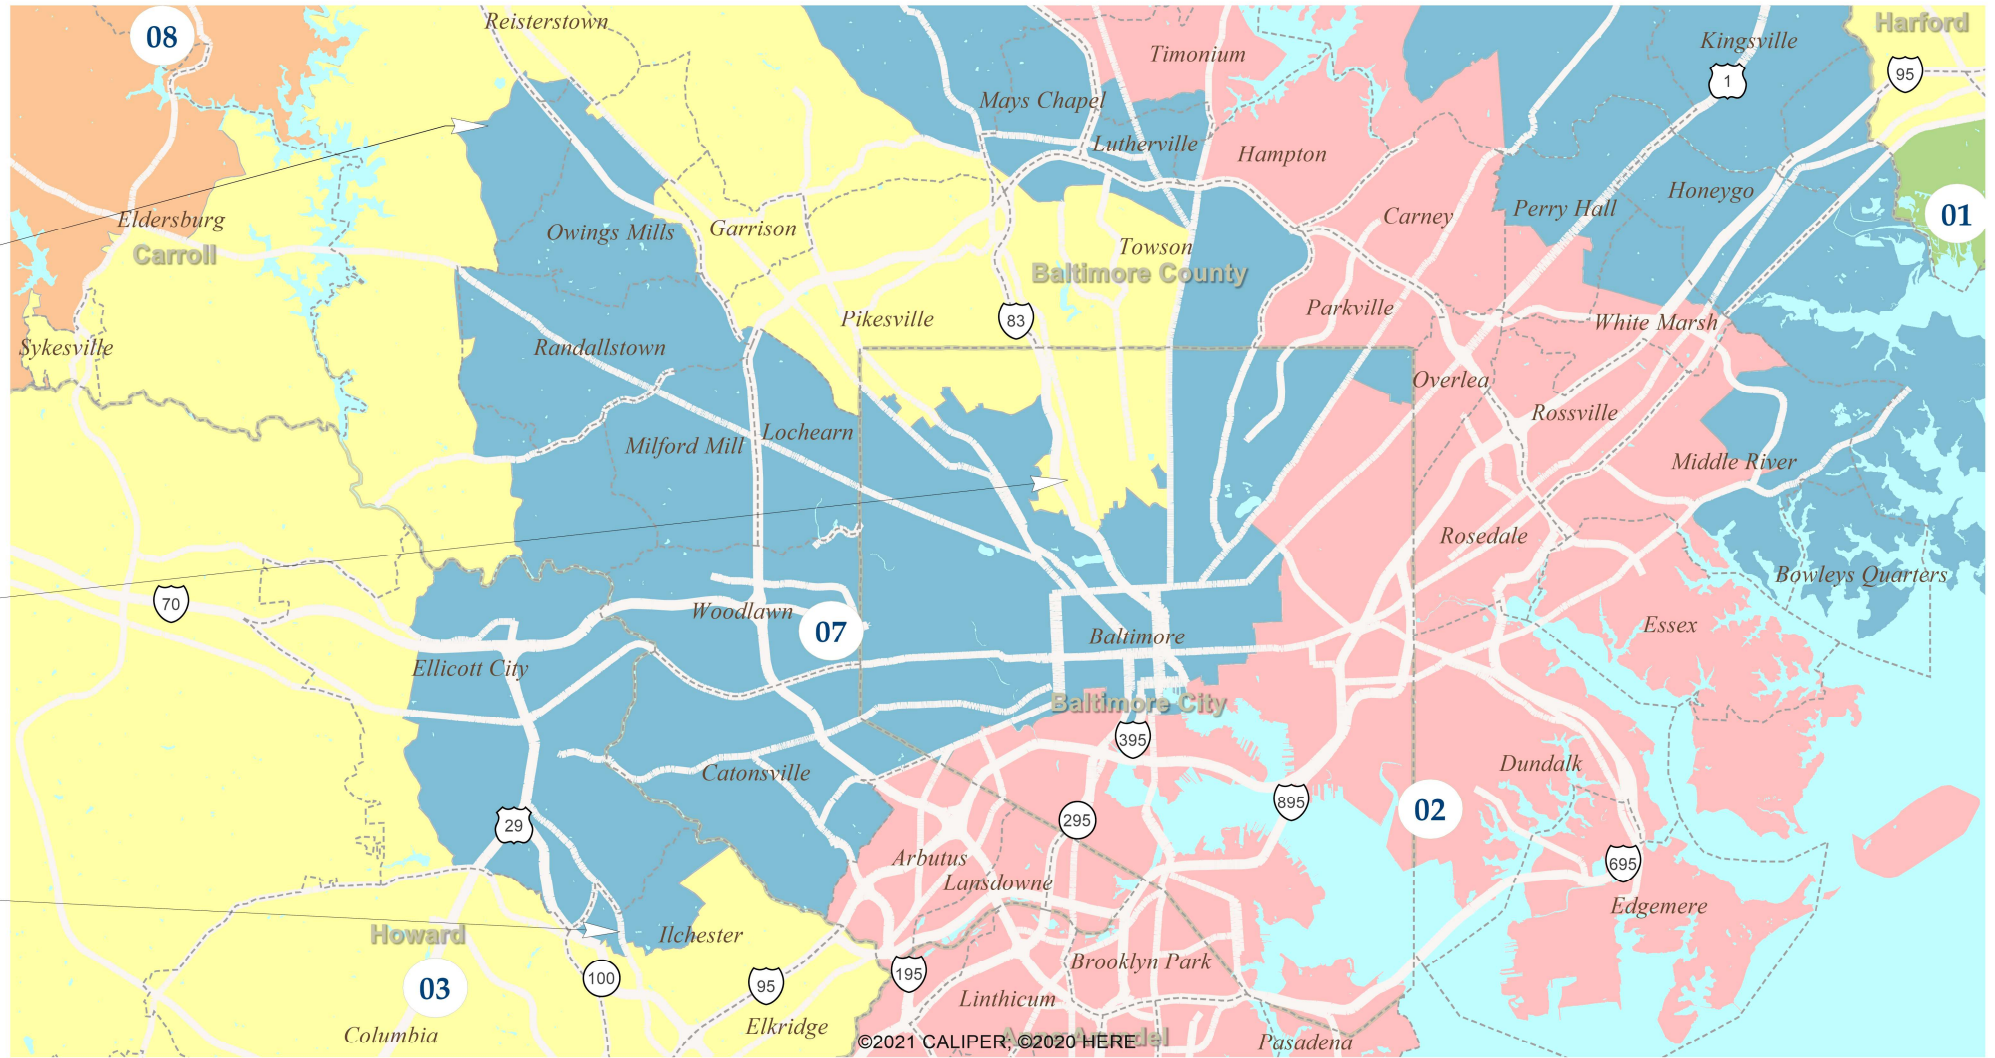 Reisterstown
Harford
08
Kingsville
Timonium
1
95
Mays Chapel
Lutherville
Hampton
Honeygo
Perry Hall
01
Eldersburg
Carroll
Owings Mills
Garrison
Carney
Towson
Baltimore County
83
Pikesville
Parkville
White Marsh
Sykesville
Randallstown
Overlea
Rossville
Milford Mill
Lochearn
Middle River
Rosedale
Bowleys Quarters
70
Woodlawn
07
Baltimore
Essex
Ellicott City
Baltimore City
395
Catonsville
Dundalk
895
02
29
295
Arbutus
Lansdowne
695
Edgemere
Howard
Ilchester
Brooklyn Park
100
195
95
03
Linthicum
Elkridge
Columbia
Anne Arundel
©2021 CALIPER; ©2020 HERE
Pasadena